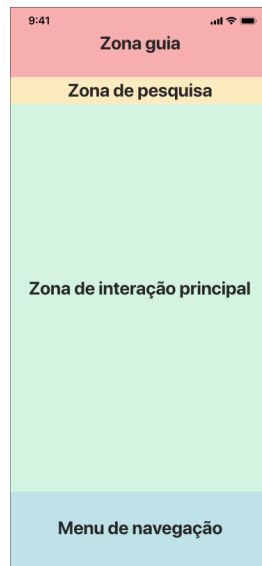 9:41
Zona guia
Zona de pesquisa
Zona de interação principal
Menu de navegação